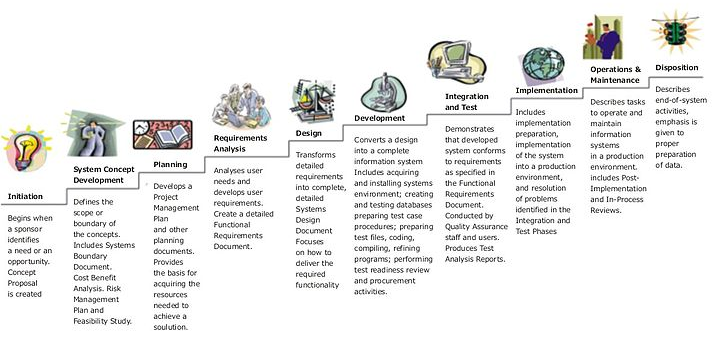 Initiation
Begins when
a sponsor
identifies
a need or an
opportunity.
Concept
Proposal
is created
System Concept
Development
Defines the
scope or
boundary of
the concepts.
Includes Systems
Boundary
Document.
Cost Benefit
Analysis. Risk
Management
Plan and
Feasibility Study.
Planning
Develops a
Project
Management
Plan
and other
planning
documents.
Provides
the basis for
acquiring the
resources
needed to
achieve a
soulution.
Requirements
Analysis
Analyses user
needs and
develops user
requirements.
Create a detailed
Functional
Requirements
Document.
Design
Transforms
detailed
requirements
into complete,
detailed
Systems
Design
Document
Focuses
on how to
deliver the
required
functionality
Development
Converts a design
into a complete
information system
Includes acquiring
and installing systems
environment; creating
and testing databases
preparing test case
procedures; preparing
test files, coding,
compiling, refining
programs; performing
test readiness review
and procurement
activities.
Integration
and Test
Demonstrates
that developed
system conforms
to requirements
as specified in
the Functional
Requirements
Document.
Conducted by
Quality Assurance
staff and users.
Produces Test
Analysis Reports.
Implementation
Includes
implementation
preparation,
implementation
of the system
into a production
environment,
and resolution
of problems
identified in the
Integration and
Test Phases
Operations &
Maintenance
Describes tasks
to operate and
maintain
information
systems
in a production
environment.
includes Post-
Implementation
and In-Process
Reviews.
Disposition
Describes
end-of-system
activities,
emphasis is
given to
proper
preparation
of data.